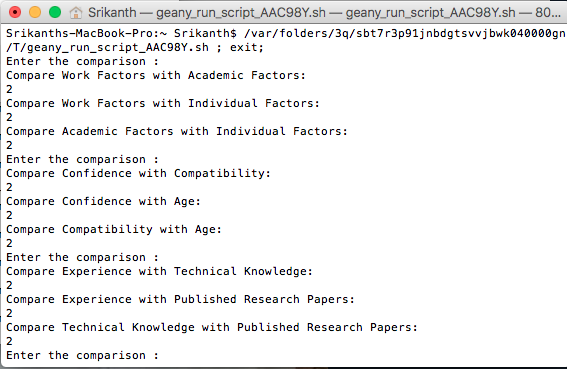 Srikanth — geany_run_script_AAC98Y.sh — geany_run_script_AAC98Y.sh — 80...
Srikanths-MacBook-Pro:~ Srikanth$ /var/folders/3q/sbt7r3p91jnbdgtsvvjbwk040000gn
/T/geany_run_script_AAC98Y.sh ; exit;
Enter the comparison :
Compare Work Factors with Academic Factors:
2
Compare Work Factors with Individual Factors:
2
Compare Academic Factors with Individual Factors:
2
Enter the comparison :
Compare Confidence with Compatibility:
2
Compare Confidence with Age:
2
Compare Compatibility with Age:
2
Enter the comparison :
Compare Experience with Technical Knowledge:
2
Compare Experience with Published Research Papers:
2
Compare Technical Knowledge with Published Research Papers:
2
Enter the comparison :